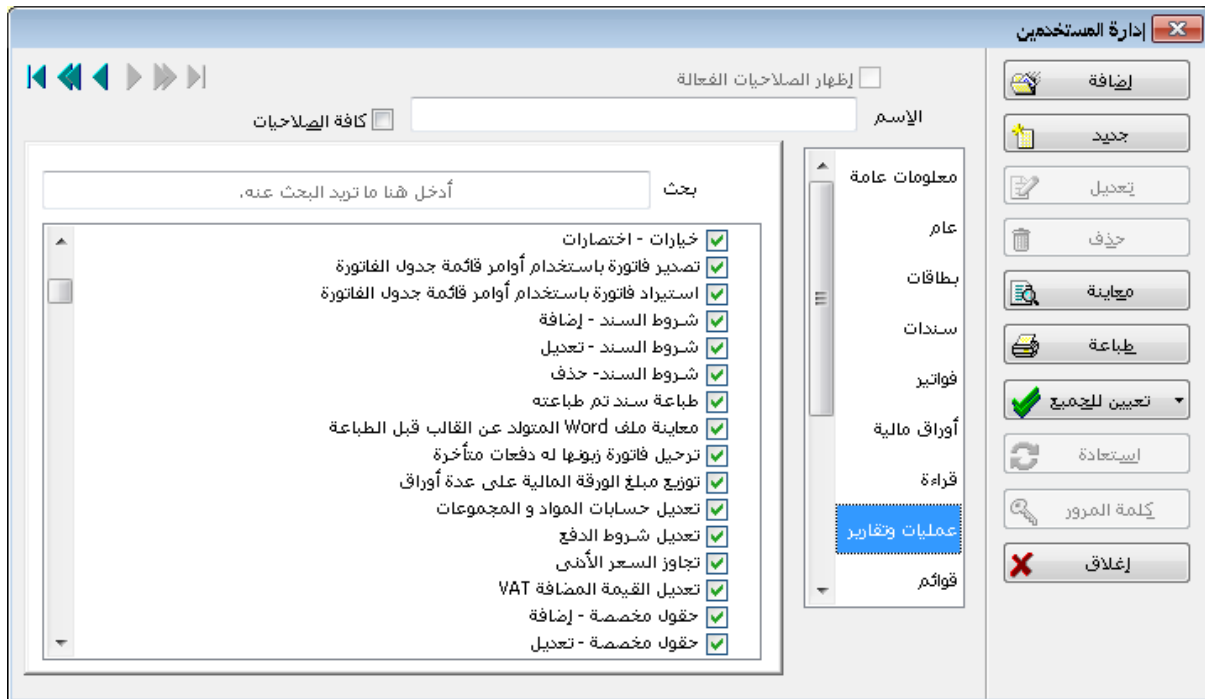 إدارة المستخدمين
إضافة
جديد
تعديل
حذف
معاينة
طباعة
تعيين للجميع
استعادة
كلمة المرور
إغلاق
إظهار الصلاحيات الفعالة
الاسم
كافة الصلاحيات
معلومات عامة
عام
بطاقات
سندات
فواتير
أوراق مالية
قراءة
عمليات وتقارير
قوائم
بحث
أدخل هنا ما تريد البحث عنه.
خيارات - اختصارات
تصدير فاتورة باستخدام أوامر قائمة جدول الفاتورة
استيراد فاتورة باستخدام أوامر قائمة جدول الفاتورة
شروط السند - إضافة
شروط السند - تعديل
شروط السند- حذف
طباعة سند تم طباعته
معاينة ملف Word المتولد عن القالب قبل الطباعة
ترحيل فاتورة زبونها له دفعات متأخرة
توزيع مبلغ الورقة المالية على عدة أوراق
تعديل حسابات المواد و المجموعات
تعديل شروط الدفع
تجاوز السعر الأدنى
تعديل القيمة المضافة VAT
حقول مخصصة - إضافة
حقول مخصصة - تعديل